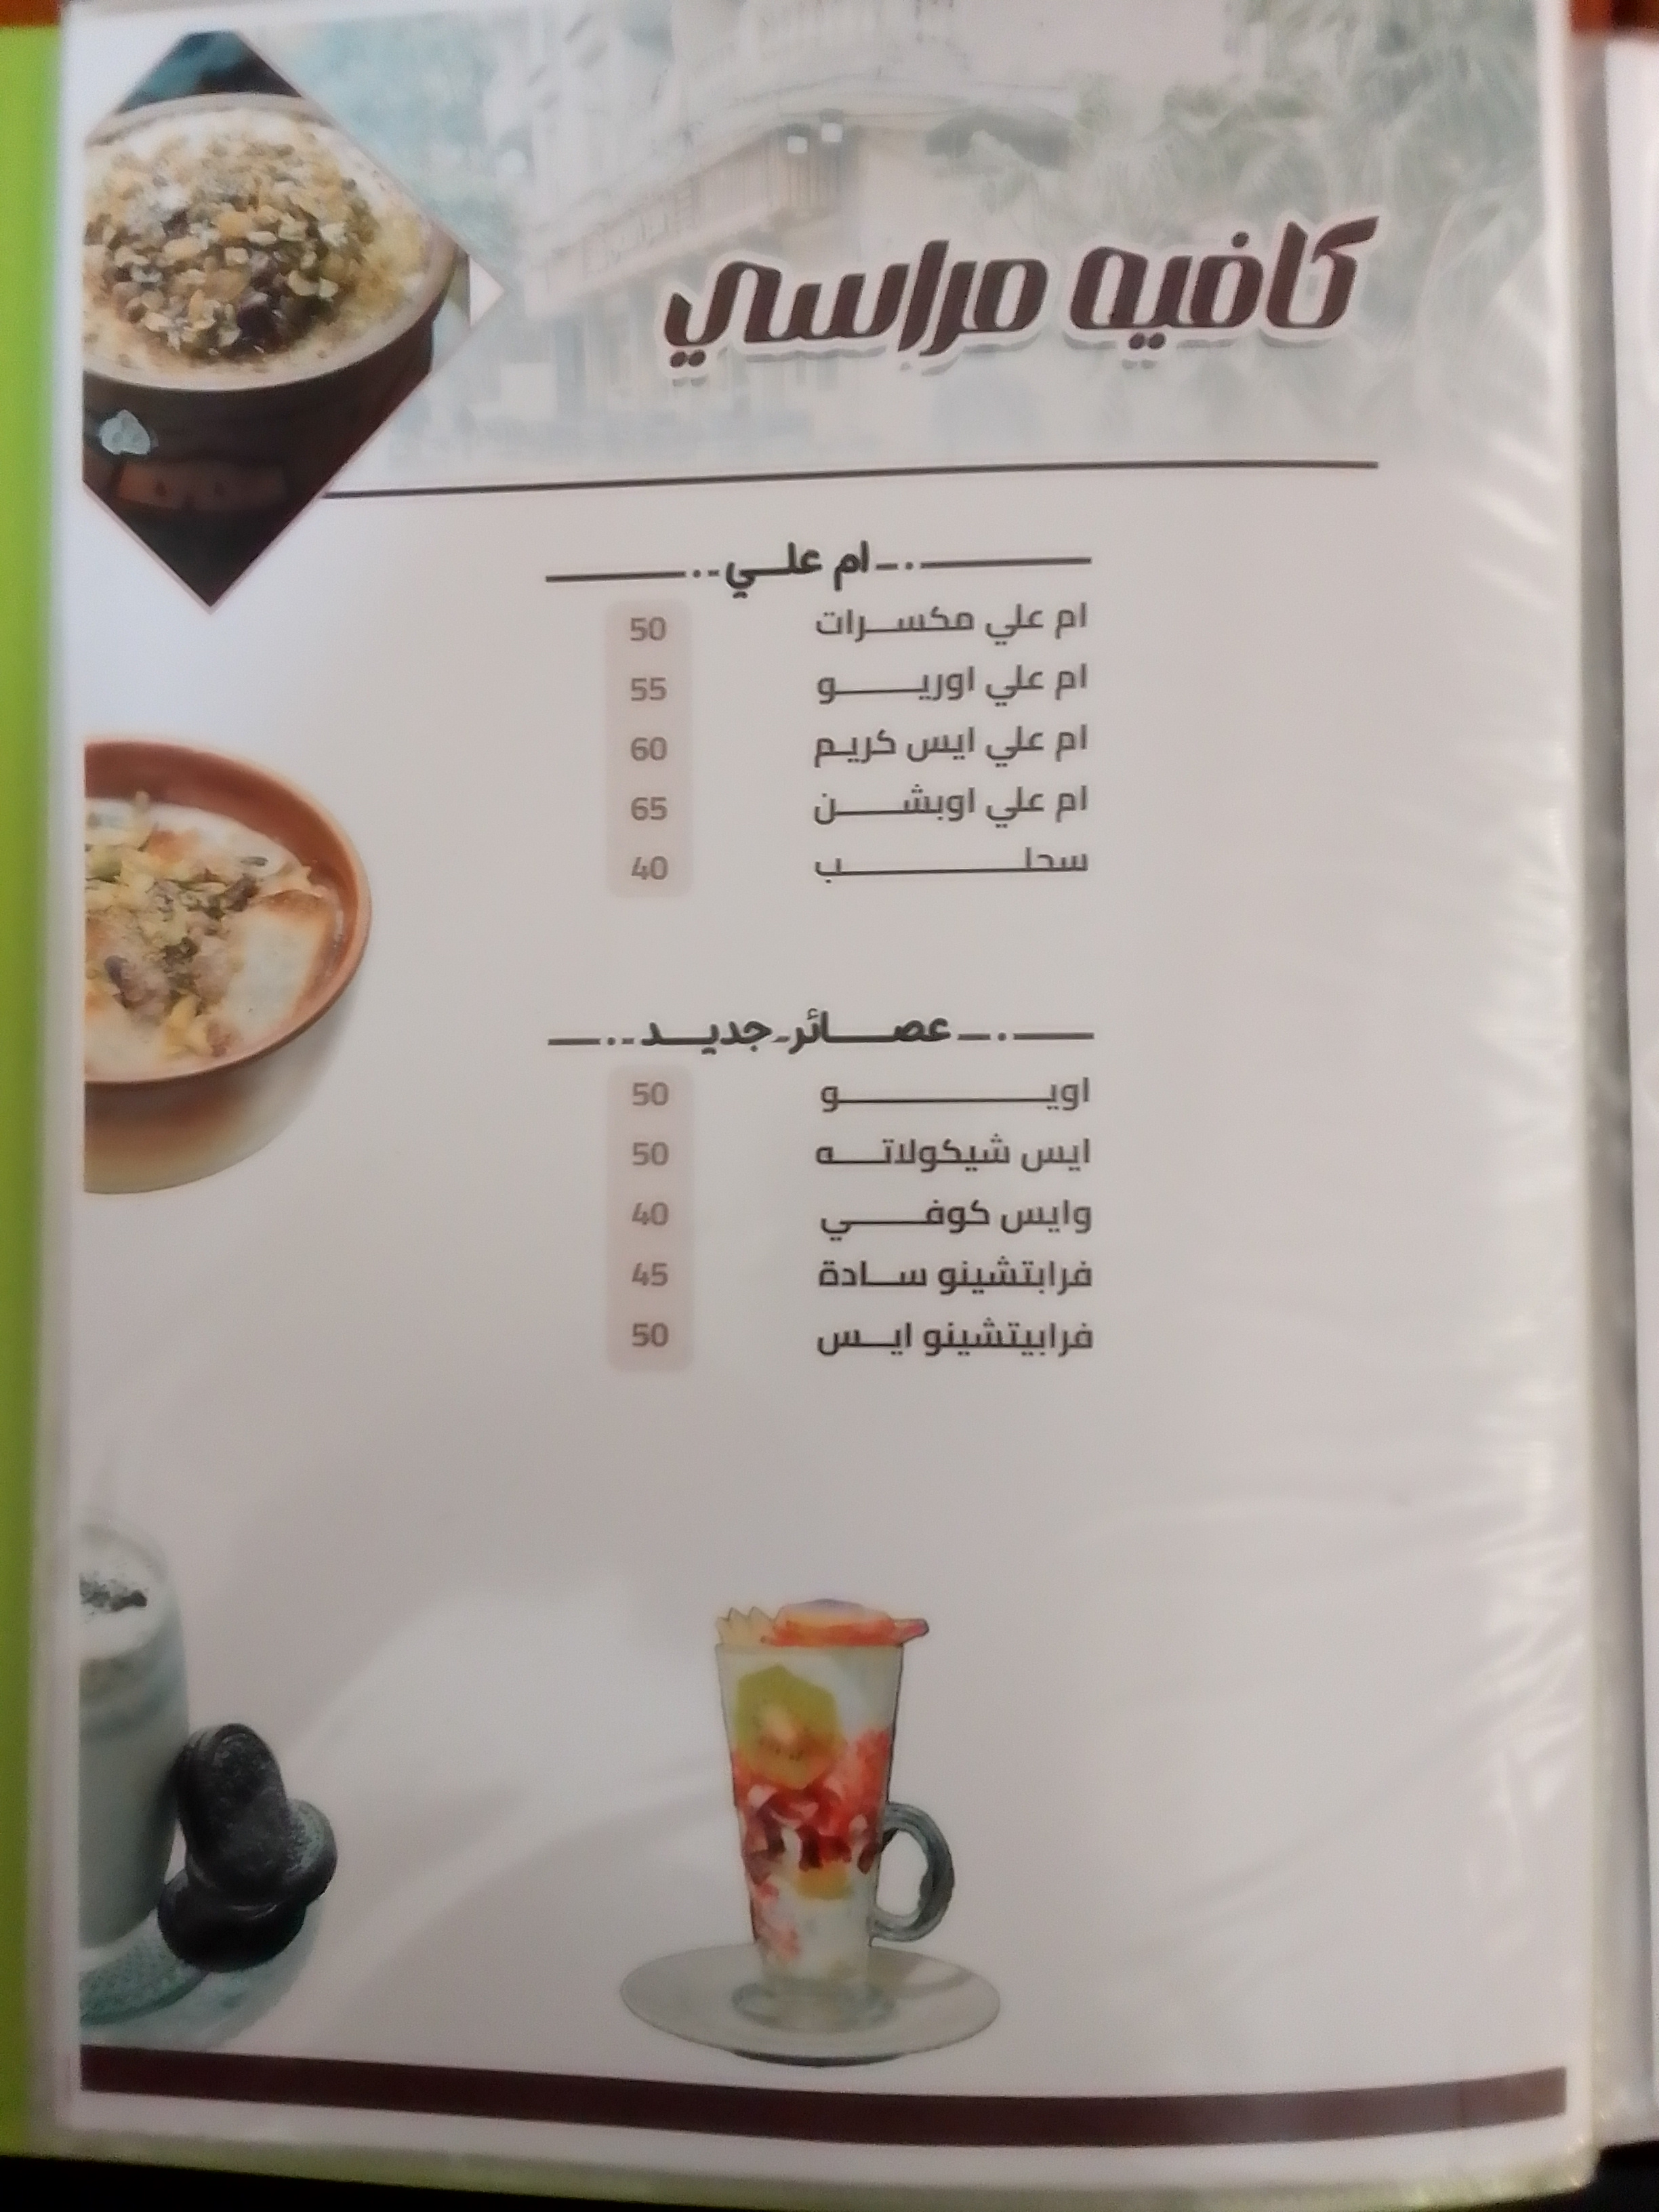 كافيه مراسي
ام علي
ام علي مكسرات 50
ام علي اوريو 55
ام علي ايس كريم 60
ام علي اوبشن 65
سحلب 40
عصائر جديد
اويو 50
ايس شيكولاته 50
وايس كوفي 40
فرابتشينو سادة 45
فرابيتشينو ايس 50